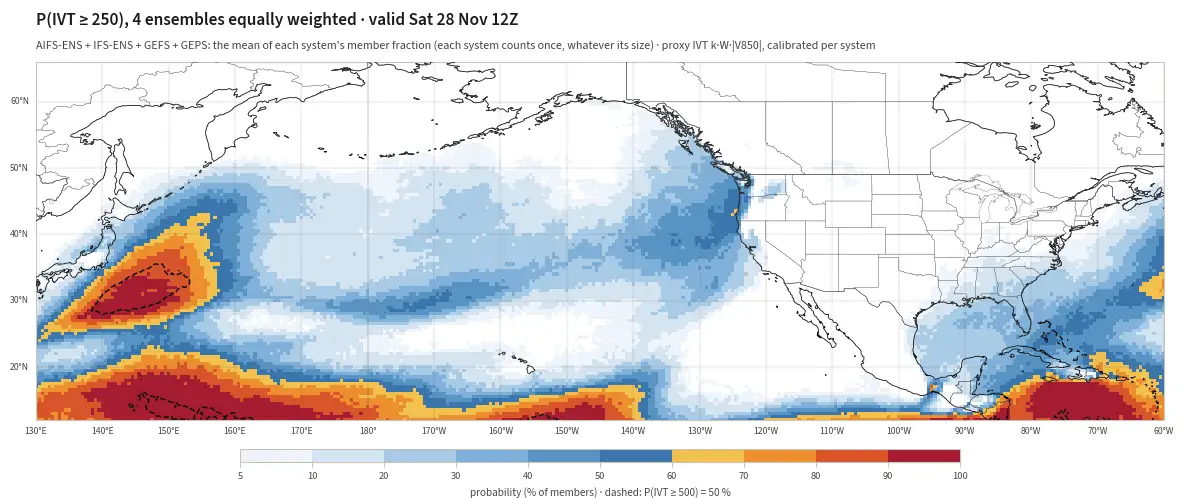 P(IVT ≥ 250), 4 ensembles equally weighted · valid Sat 28 Nov 12Z
AIFS-ENS + IFS-ENS + GEFS + GEPS: the mean of each system's member fraction (each system counts once, whatever its size) · proxy IVT k·W·|V850|, calibrated per system
60°N
50°N
40°N
30°N
20°N
130°E 140°E 150°E 160°E 170°E 180° 170°W 160°W 150°W 140°W 130°W 120°W 110°W 100°W 90°W 80°W 70°W 60°W
5 10 20 30 40 50 60 70 80 90 100
probability (% of members) · dashed: P(IVT ≥ 500) = 50 %